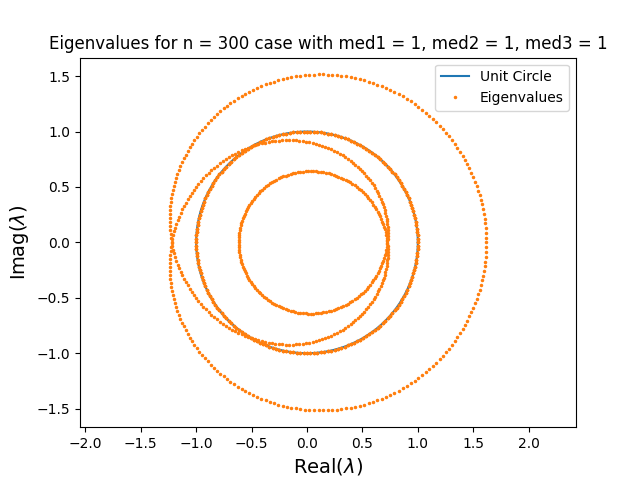 Eigenvalues for n = 300 case with med1 = 1, med2 = 1, med3 = 1
Unit Circle
Eigenvalues
1.5
1.0
0.5
0.0
−0.5
−1.0
−1.5
Imag(λ)
−2.0 −1.5 −1.0 −0.5 0.0 0.5 1.0 1.5 2.0
Real(λ)